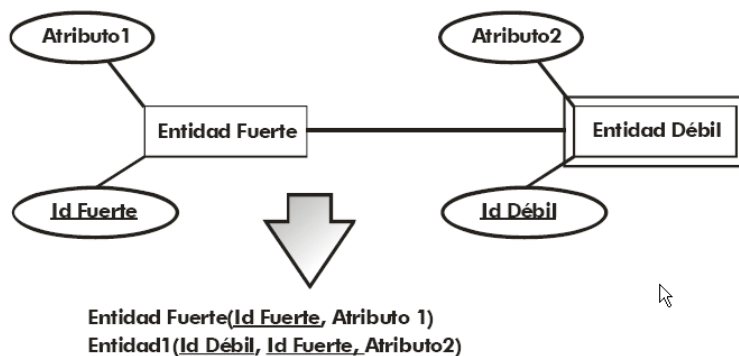 Atributo1
Atributo2
Entidad Fuerte
Entidad Débil
Id Fuerte
Id Débil
Entidad Fuerte(Id Fuerte, Atributo 1)
Entidad1(Id Débil, Id Fuerte, Atributo2)